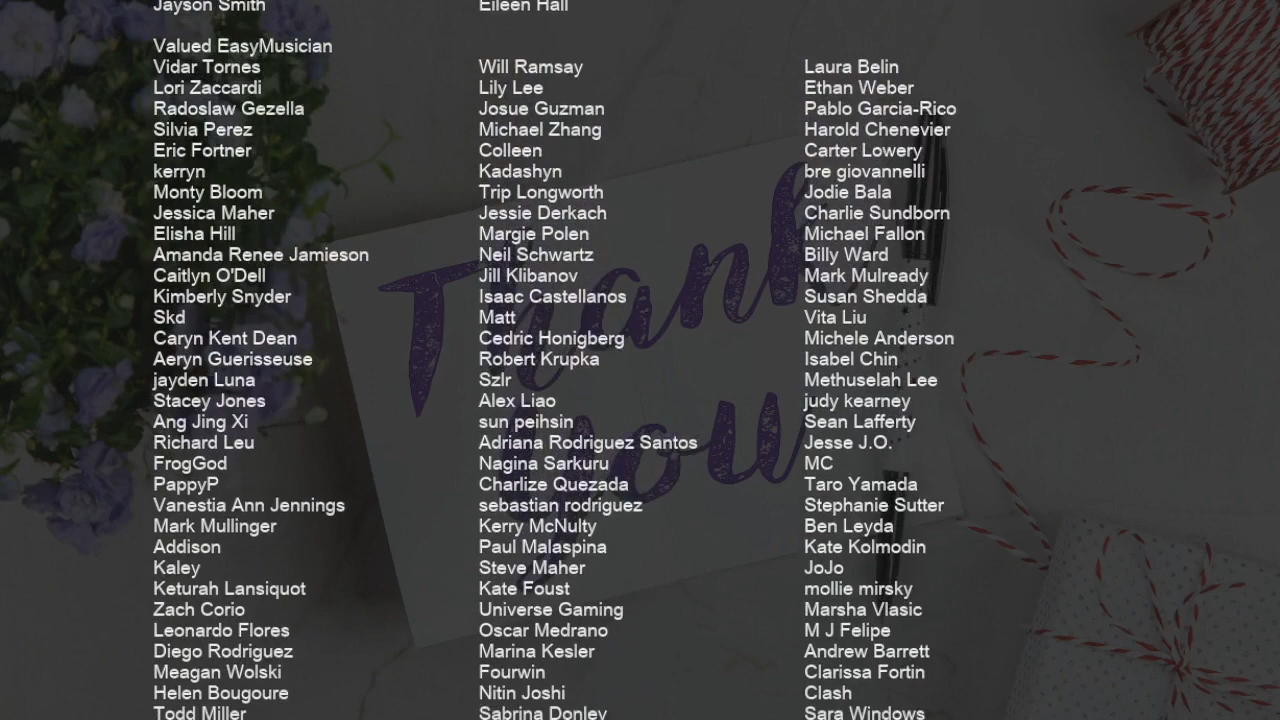 Jayson Smith
Eileen Hall
Valued EasyMusician
Vidar Tornes
Will Ramsay
Laura Belin
Lori Zaccardi
Lily Lee
Ethan Weber
Radoslaw Gezella
Josue Guzman
Pablo Garcia-Rico
Silvia Perez
Michael Zhang
Harold Chenevier
Eric Fortner
Colleen
Carter Lowery
kerryn
Kadashyn
bre giovannelli
Monty Bloom
Trip Longworth
Jodie Bala
Jessica Maher
Jessie Derkach
Charlie Sundborn
Elisha Hill
Margie Polen
Michael Fallon
Amanda Renee Jamieson
Neil Schwartz
Billy Ward
Caitlyn O'Dell
Jill Klibanov
Mark Mulready
Kimberly Snyder
Isaac Castellanos
Susan Shedda
Skd
Matt
Vita Liu
Caryn Kent Dean
Cedric Honigberg
Michele Anderson
Aeryn Guerisseuse
Robert Krupka
Isabel Chin
jayden Luna
Szlr
Methuselah Lee
Stacey Jones
Alex Liao
judy kearney
Ang Jing Xi
sun peihsin
Sean Lafferty
Richard Leu
Adriana Rodriguez Santos
Jesse J.O.
FrogGod
Nagina Sarkuru
MC
PappyP
Charlize Quezada
Taro Yamada
Vanestia Ann Jennings
sebastian rodriguez
Stephanie Sutter
Mark Mullinger
Kerry McNulty
Ben Leyda
Addison
Paul Malaspina
Kate Kolmodin
Kaley
Steve Maher
JoJo
Keturah Lansiquot
Kate Foust
mollie mirsky
Zach Corio
Universe Gaming
Marsha Vlasic
Leonardo Flores
Oscar Medrano
M J Felipe
Diego Rodriguez
Marina Kesler
Andrew Barrett
Meagan Wolski
Fourwin
Clarissa Fortin
Helen Bougoure
Nitin Joshi
Clash
Todd Miller
Sabrina Donley
Sara Windows
Thank
you